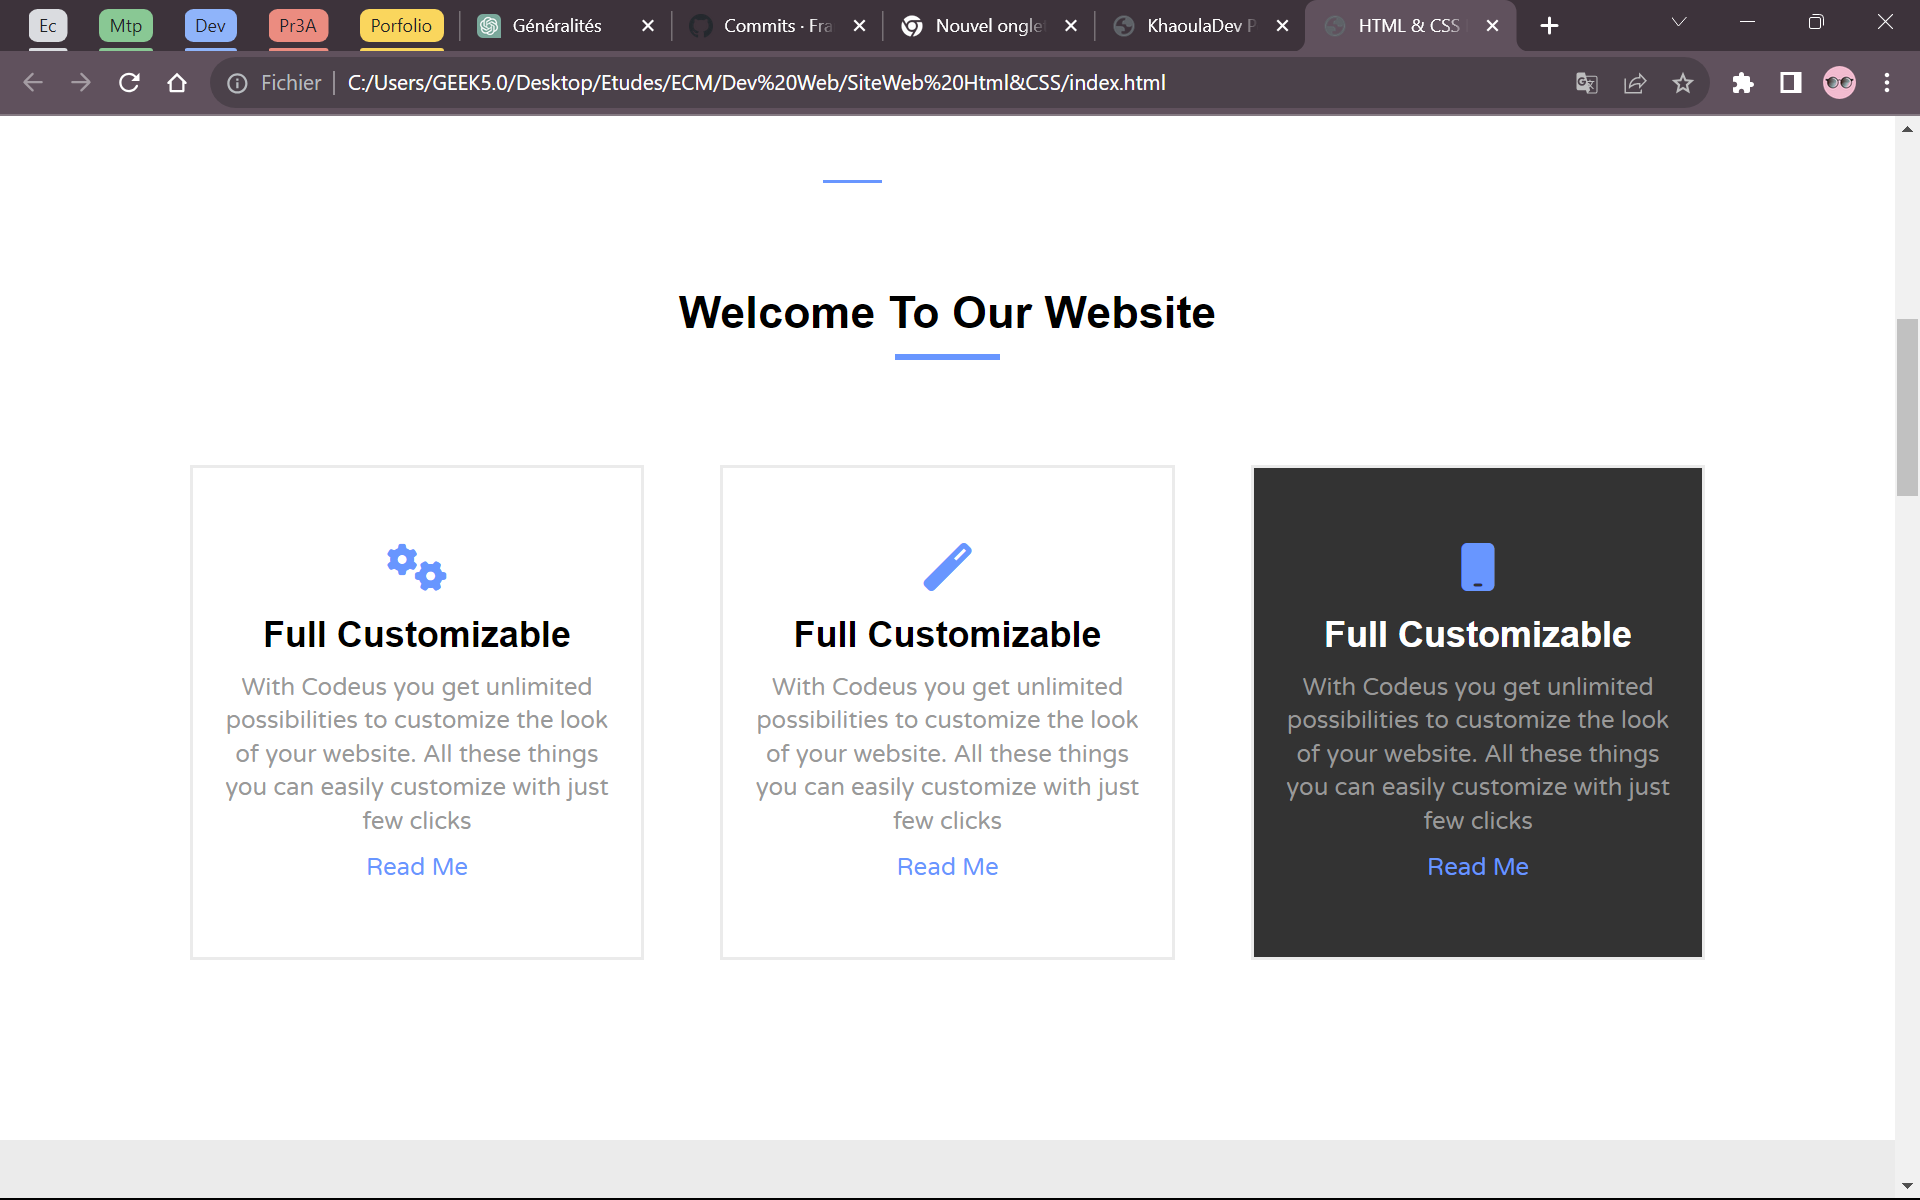 Ec Mtp Dev Pr3A Porfolio Généralités Commits · Fra Nouvel onglet KhaoulaDev P HTML & CSS
Fichier C:/Users/GEEK5.0/Desktop/Etudes/ECM/Dev%20Web/SiteWeb%20Html&CSS/index.html
Welcome To Our Website
Full Customizable
With Codeus you get unlimited
possibilities to customize the look
of your website. All these things
you can easily customize with just
few clicks
Read Me
Full Customizable
With Codeus you get unlimited
possibilities to customize the look
of your website. All these things
you can easily customize with just
few clicks
Read Me
Full Customizable
With Codeus you get unlimited
possibilities to customize the look
of your website. All these things
you can easily customize with just
few clicks
Read Me